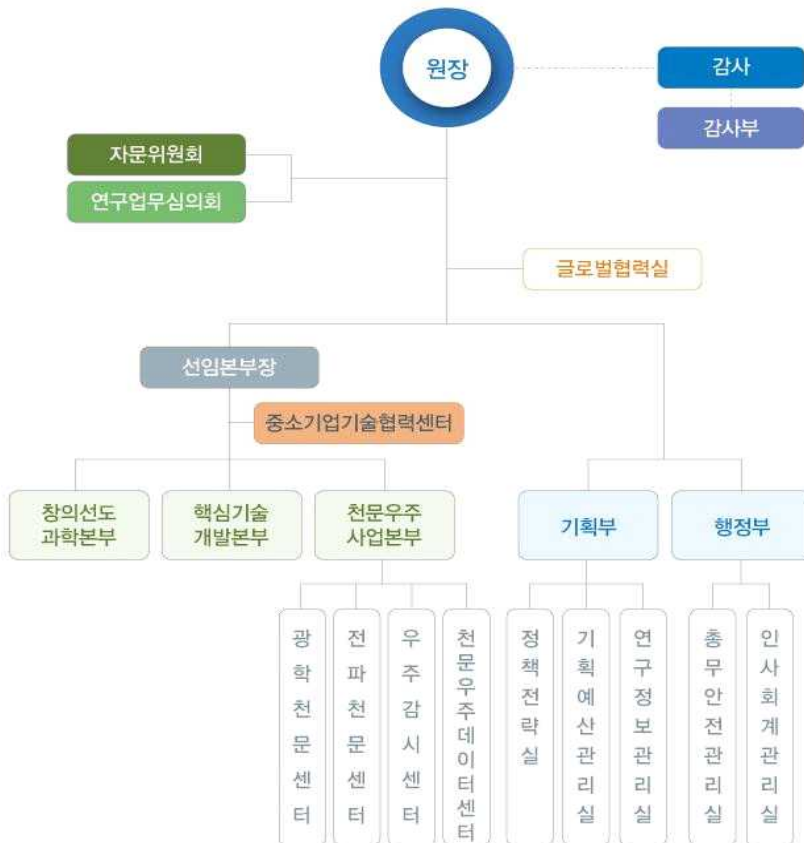 원장
감사
감사부
자문위원회
연구업무심의회
글로벌협력실
선임본부장
중소기업기술협력센터
창의선도
과학본부
핵심기술
개발본부
천문우주
사업본부
기획부
행정부
광학천문센터
전파천문센터
우주감시센터
천문우주데이터센터
정책전략실
기획예산관리실
연구정보관리실
총무안전관리실
인사회계관리실